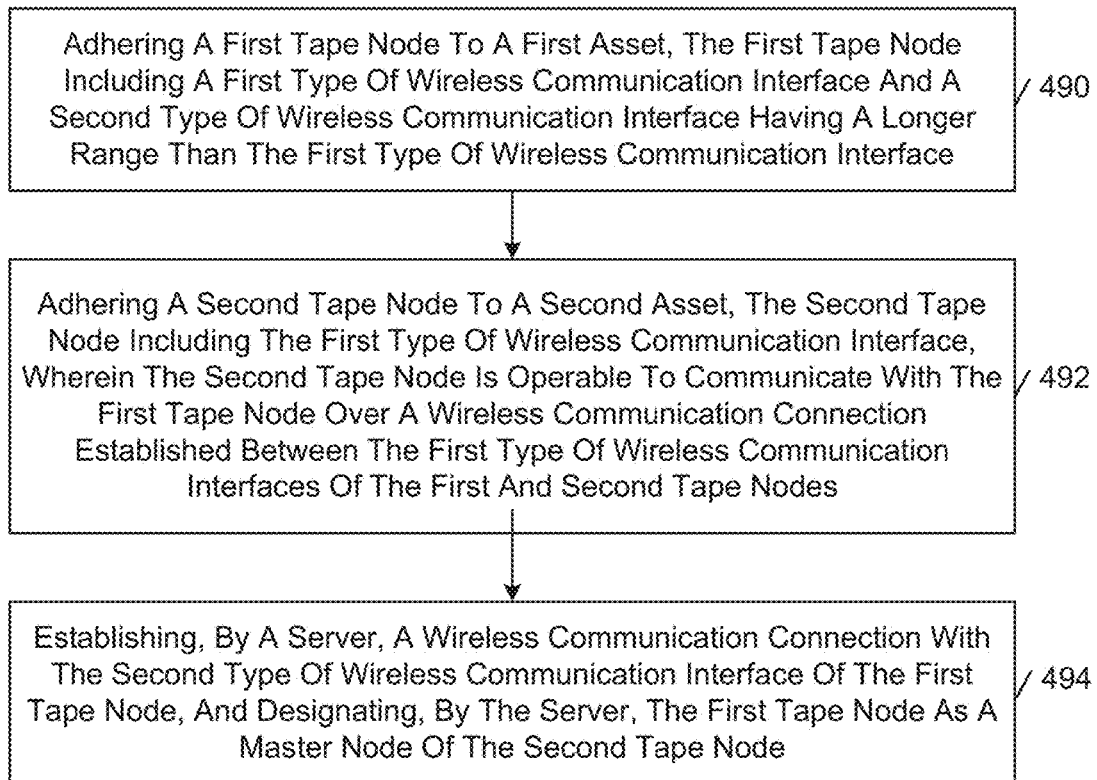 Adhering A First Tape Node To A First Asset, The First Tape Node
Including A First Type Of Wireless Communication Interface And A
Second Type Of Wireless Communication Interface Having A Longer
Range Than The First Type Of Wireless Communication Interface
490
Adhering A Second Tape Node To A Second Asset, The Second Tape
Node Including The First Type Of Wireless Communication Interface,
Wherein The Second Tape Node Is Operable To Communicate With The
First Tape Node Over A Wireless Communication Connection
Established Between The First Type Of Wireless Communication
Interfaces Of The First And Second Tape Nodes
492
Establishing, By A Server, A Wireless Communication Connection With
The Second Type Of Wireless Communication Interface Of The First
Tape Node, And Designating, By The Server, The First Tape Node As A
Master Node Of The Second Tape Node
494